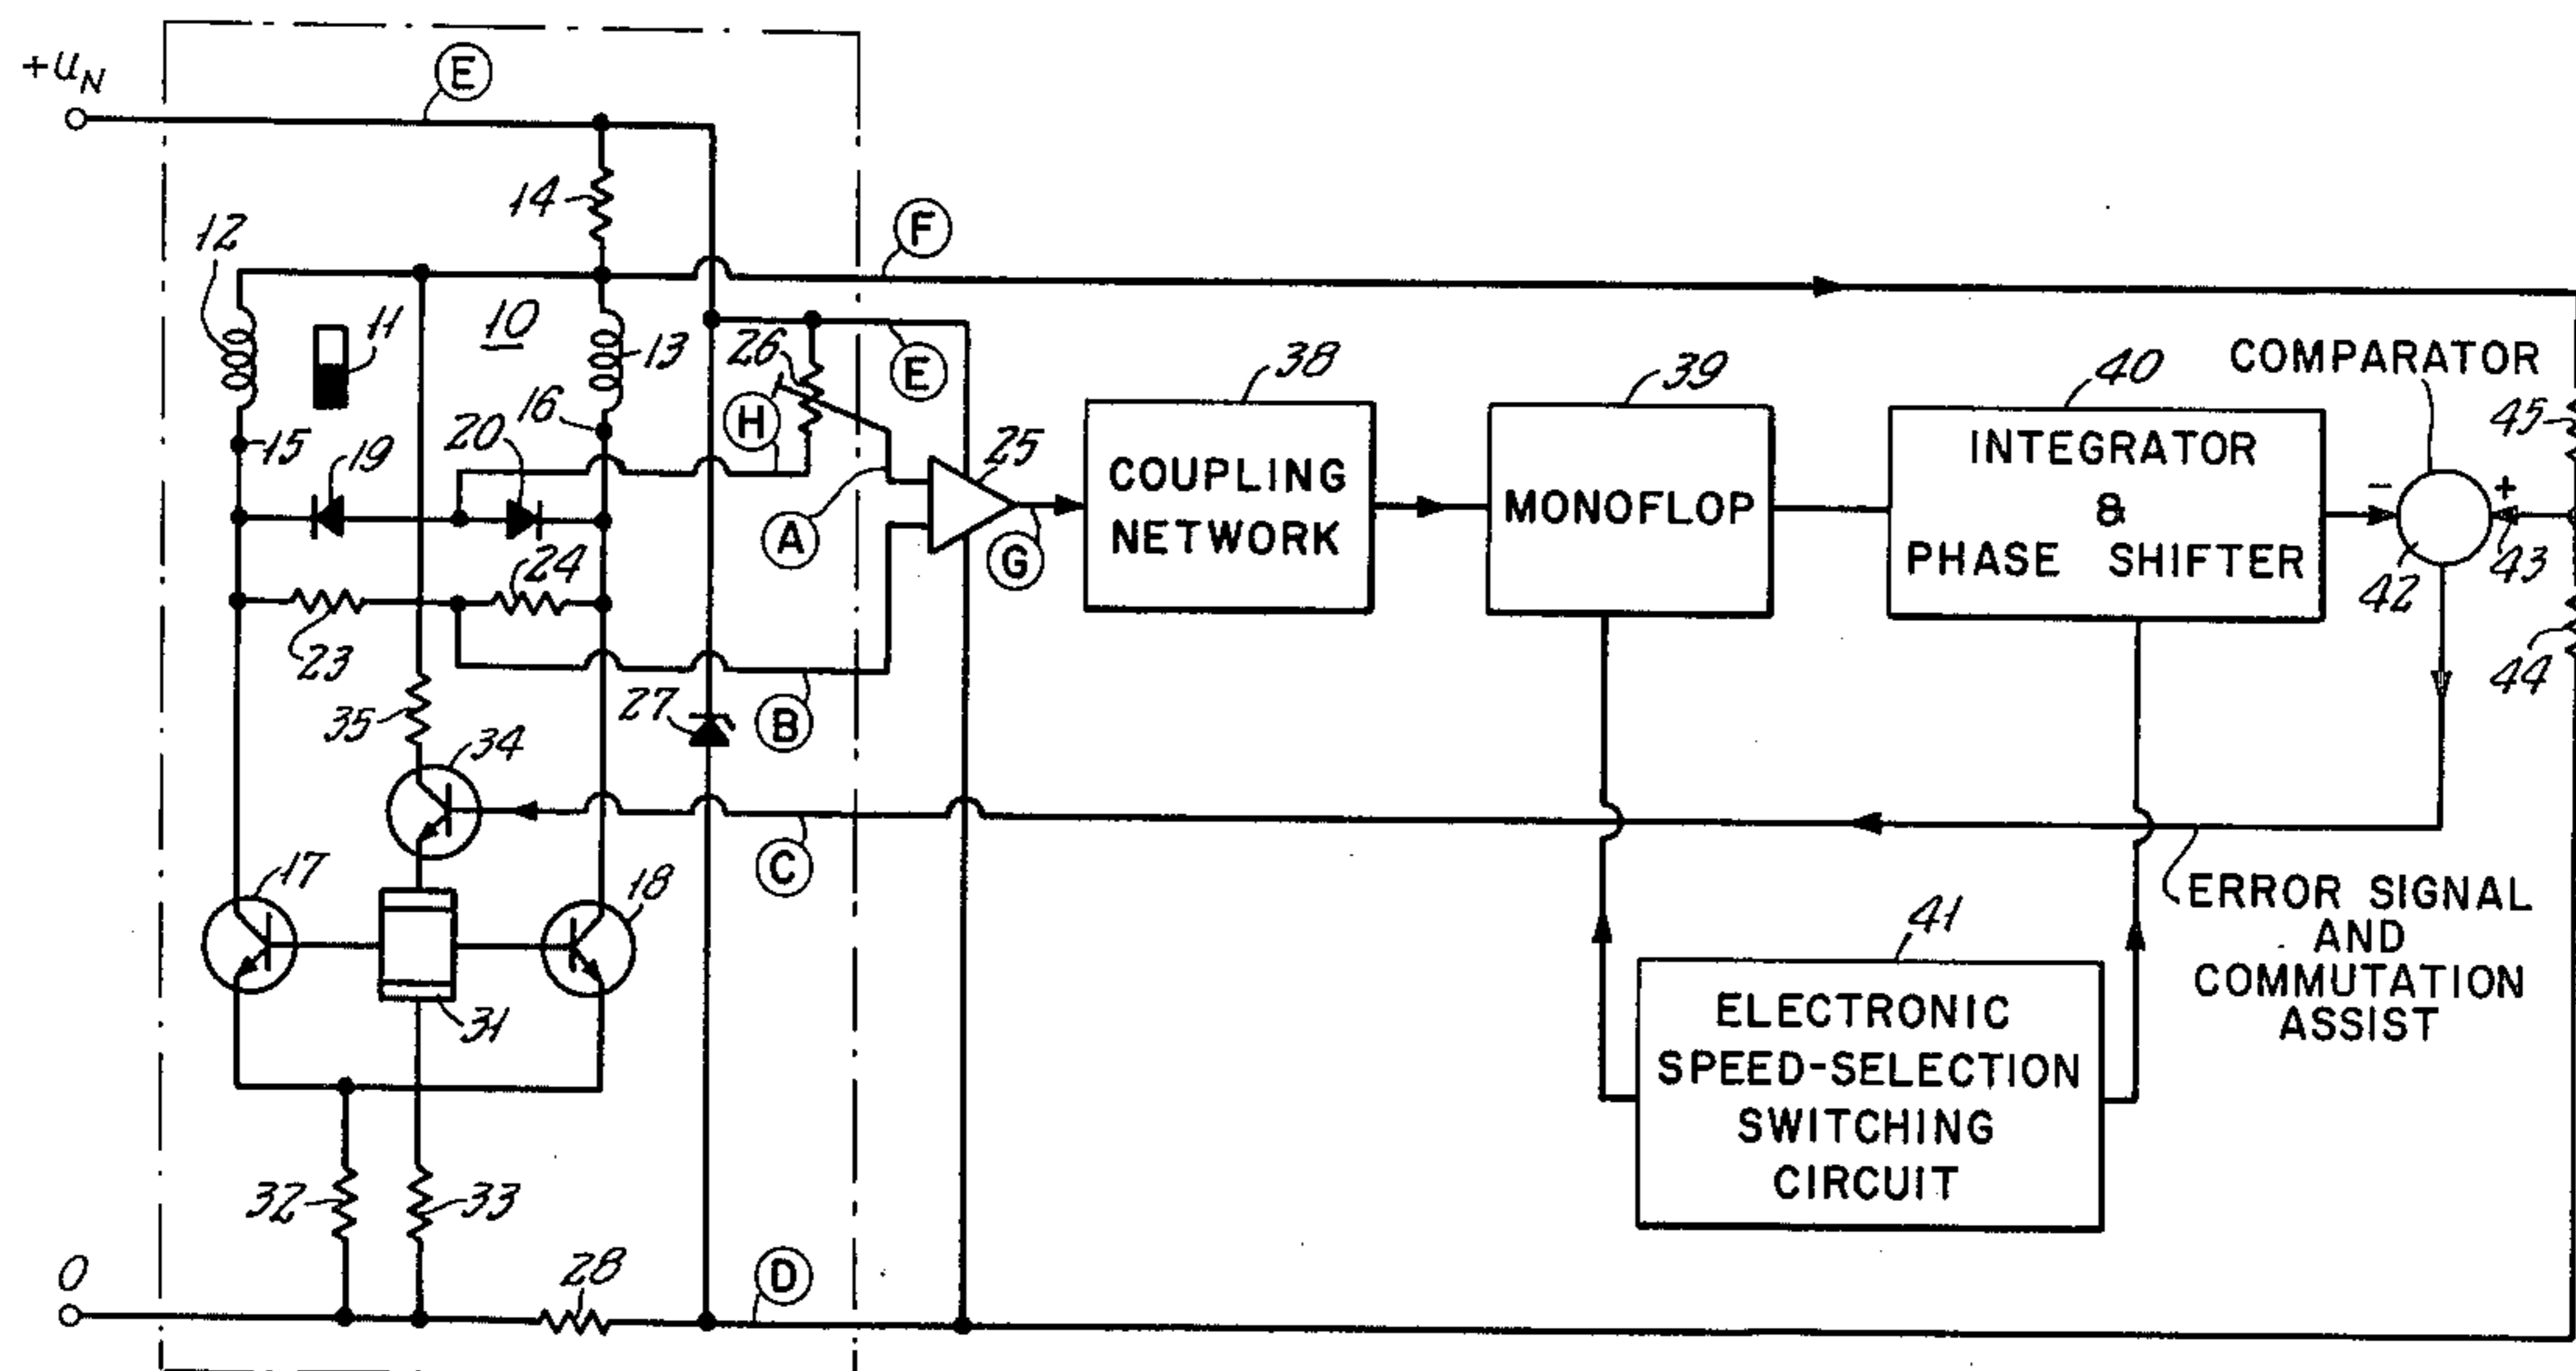 +u_N
E
14
F
12
11
10
13
26
E
38
39
40
COMPARATOR
45
15
19
20
16
H
25
COUPLING
NETWORK
MONOFLOP
INTEGRATOR
&
PHASE SHIFTER
−
+
A
G
42
43
23
24
44
35
27
B
34
C
17
18
31
41
ERROR SIGNAL
AND
COMMUTATION
ASSIST
ELECTRONIC
SPEED-SELECTION
SWITCHING
CIRCUIT
32
33
0
28
D